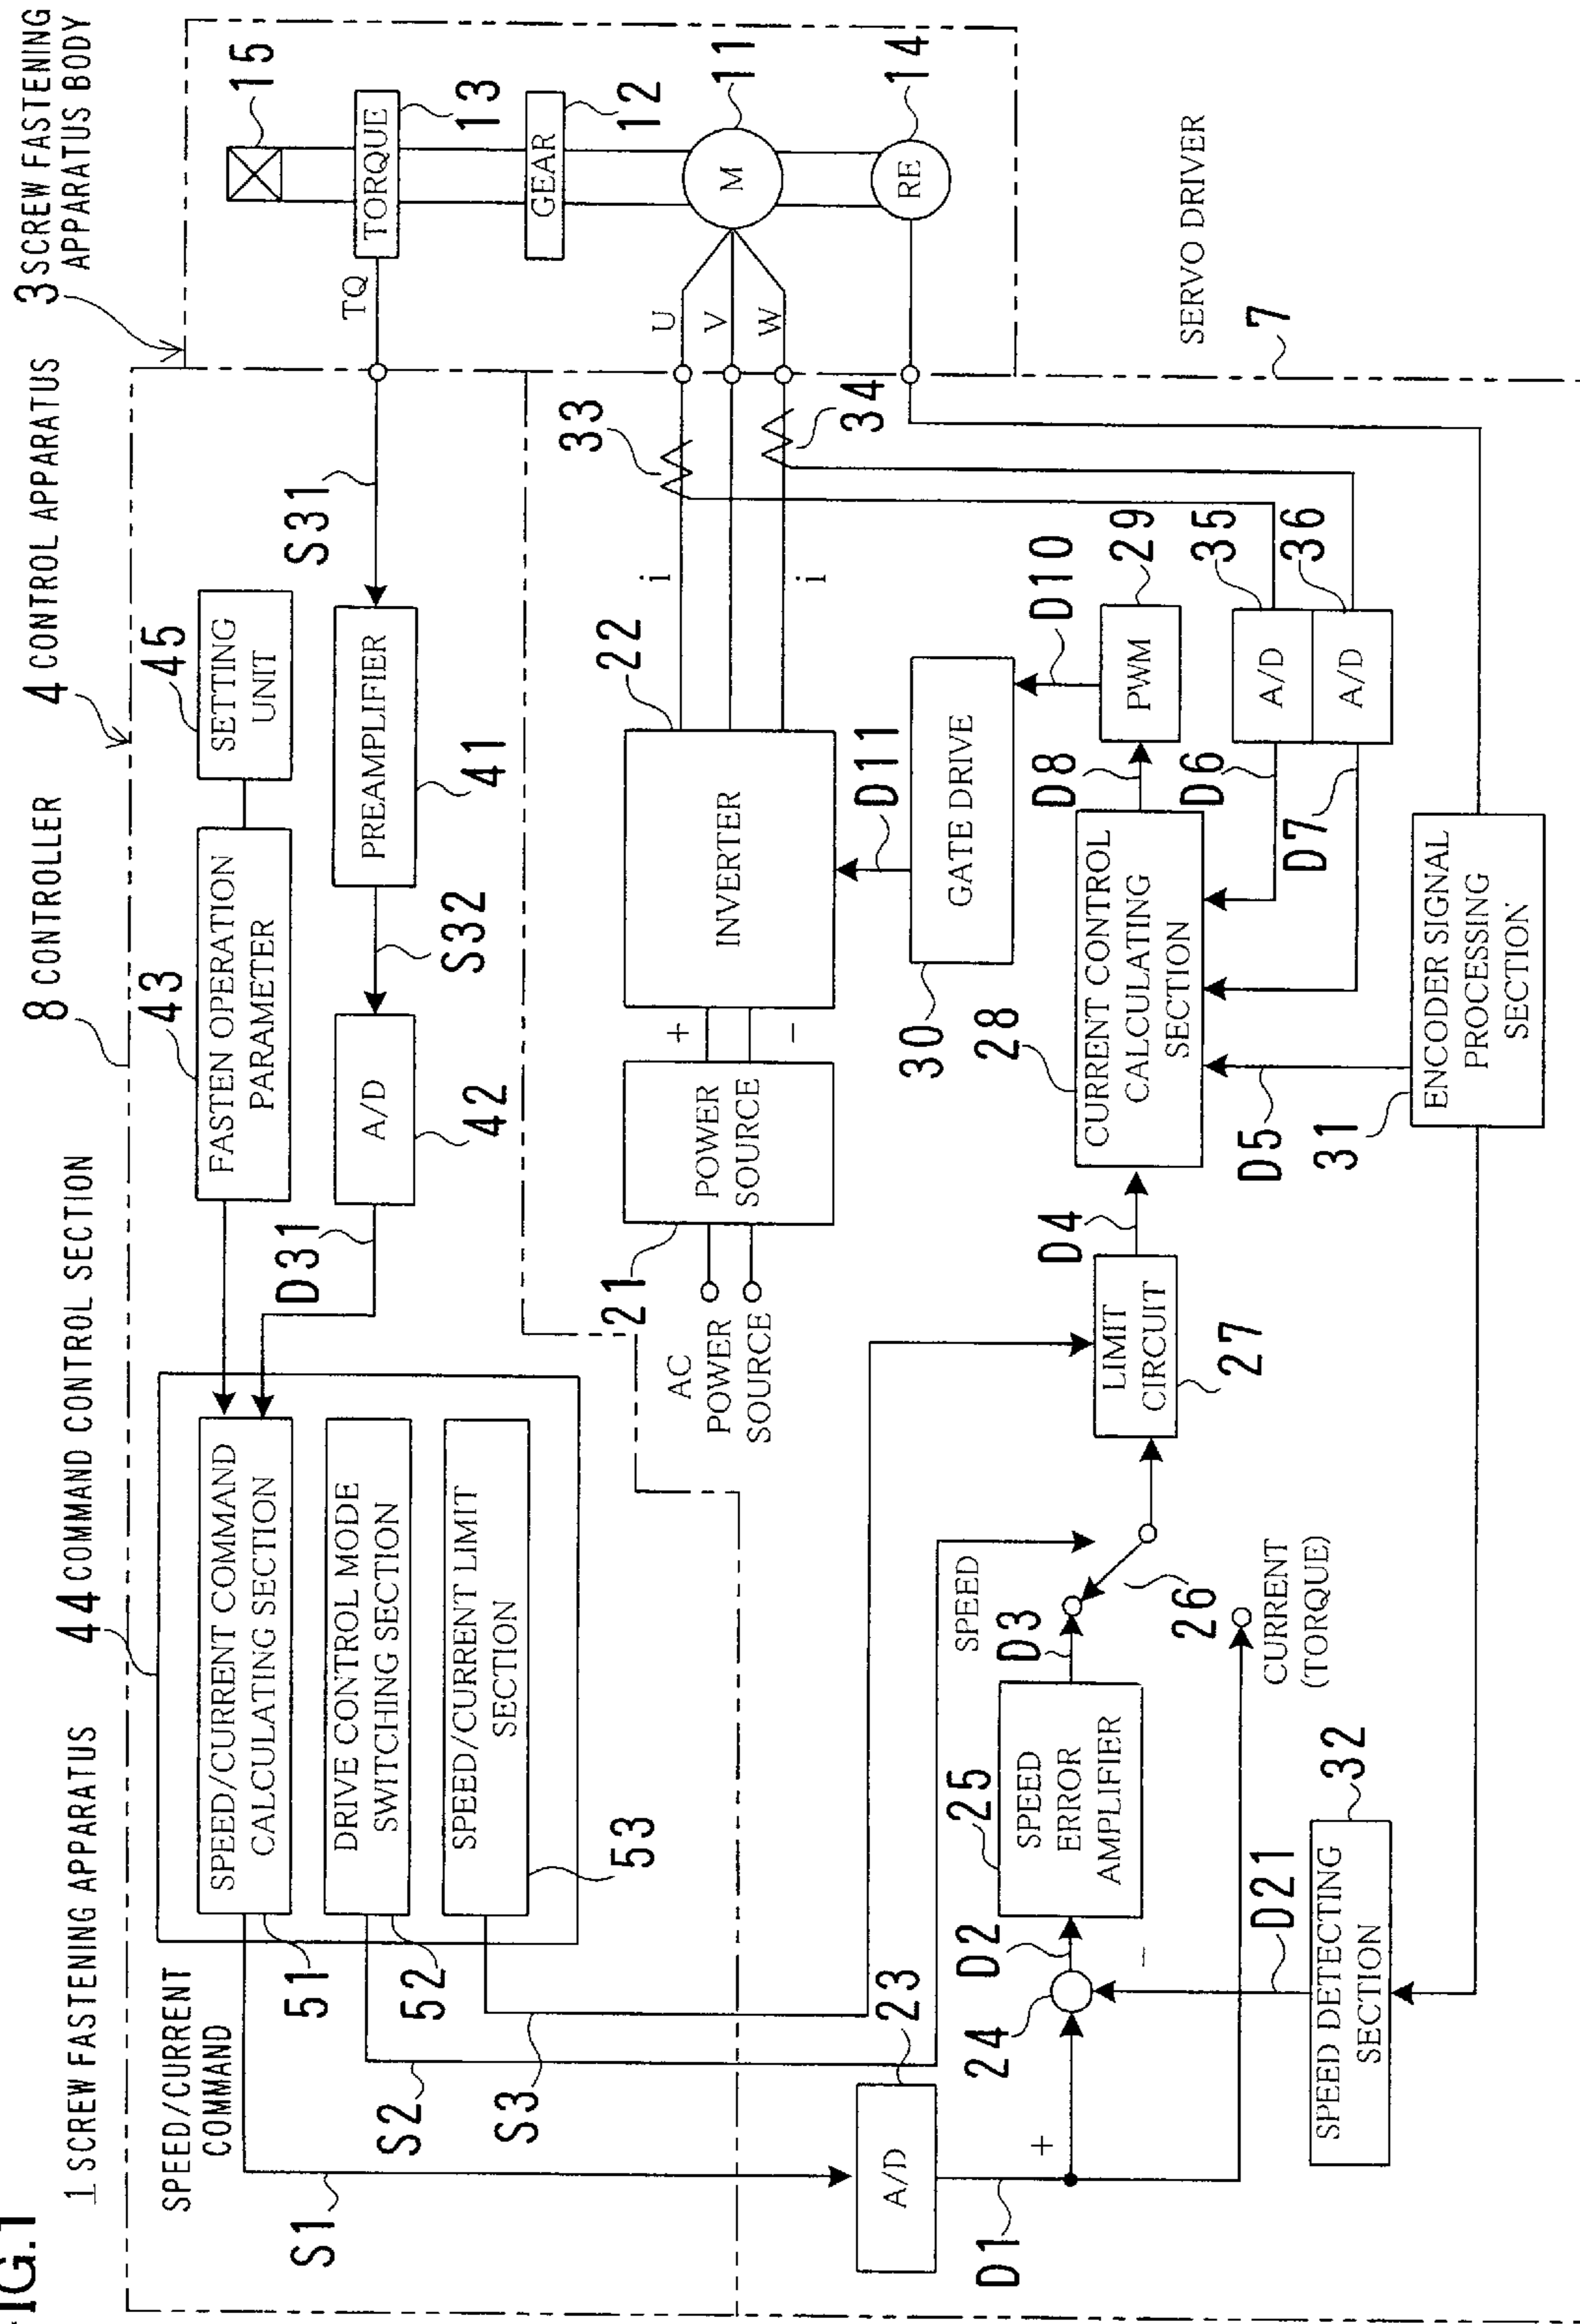 FIG.1
1 SCREW FASTENING APPARATUS
44 COMMAND CONTROL SECTION
8 CONTROLLER
4 CONTROL APPARATUS
3 SCREW FASTENING
APPARATUS BODY
SPEED/CURRENT
COMMAND
SPEED/CURRENT COMMAND
CALCULATING SECTION
51
DRIVE CONTROL MODE
SWITCHING SECTION
52
SPEED/CURRENT LIMIT
SECTION
53
43
FASTEN OPERATION
PARAMETER
45
SETTING
UNIT
D31
A/D
42
S32
PREAMPLIFIER
41
S31
TQ
15
TORQUE
13
GEAR
12
M
11
RE
14
U
V
W
S1
S2
S3
AC
POWER
SOURCE
21
POWER
SOURCE
+
−
INVERTER
22
i
i
33
34
D11
GATE DRIVE
30
D10
PWM
29
D8
A/D
35
A/D
36
D6
D7
28
CURRENT CONTROL
CALCULATING
SECTION
D4
LIMIT
CIRCUIT
27
D5
31
ENCODER SIGNAL
PROCESSING
SECTION
SERVO DRIVER
7
A/D
23
D1
+
24
−
D2
25
SPEED
ERROR
AMPLIFIER
D3
SPEED
26
CURRENT
(TORQUE)
D21
32
SPEED DETECTING
SECTION